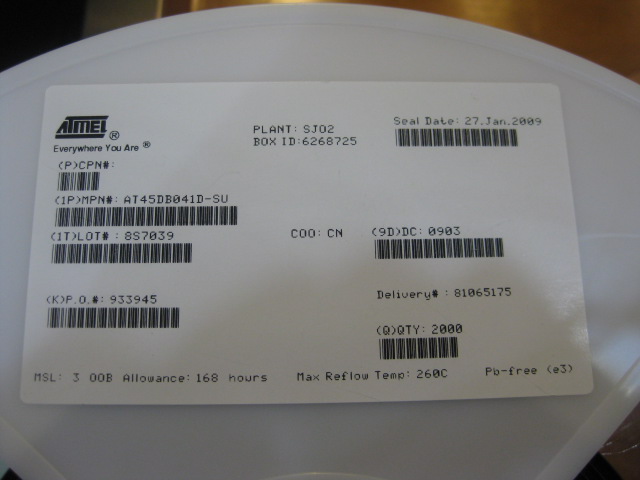 ATMEL ®
Everywhere You Are ®
PLANT: SJ02
BOX ID:6268725
Seal Date: 27.Jan.2009
(P)CPN#:
(1P)MPN#: AT45DB041D-SU
(1T)LOT# : 8S7039
COO: CN
(9D)DC: 0903
(K)P.O.#: 933945
Delivery# : 81065175
(Q)QTY: 2000
MSL: 3 OOB Allowance: 168 hours Max Reflow Temp: 260C Pb-free (e3)